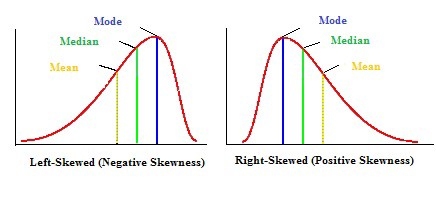 Mode
Median
Mean
Left-Skewed (Negative Skewness)
Mode
Median
Mean
Right-Skewed (Positive Skewness)